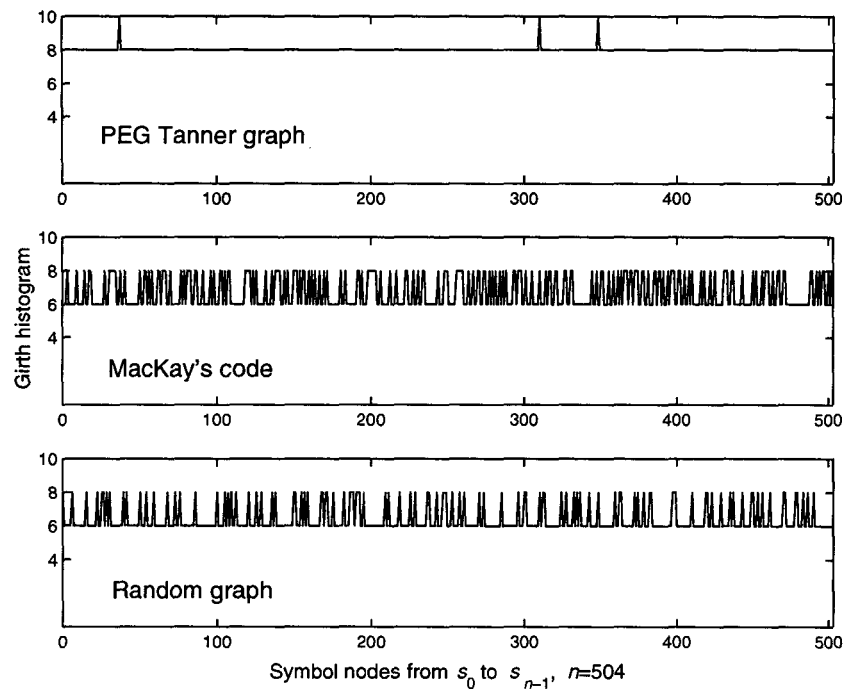 10
8
6
4
PEG Tanner graph
0 100 200 300 400 500
10
8
6
4
MacKay's code
0 100 200 300 400 500
Girth histogram
10
8
6
4
Random graph
0 100 200 300 400 500
Symbol nodes from s0 to sn−1, n=504